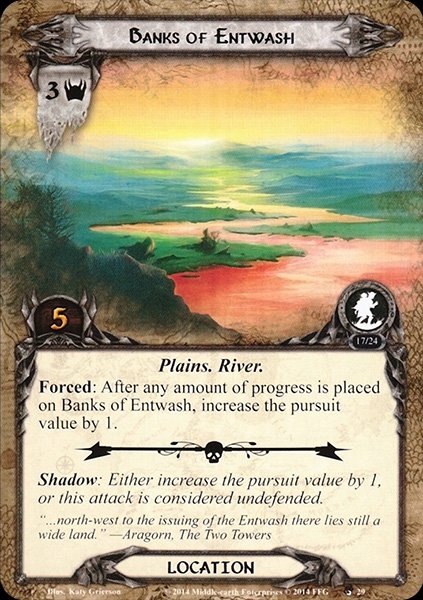 BANKS OF ENTWASH
3
5
17/24
Plains. River.
Forced: After any amount of progress is placed
on Banks of Entwash, increase the pursuit
value by 1.
Shadow: Either increase the pursuit value by 1,
or this attack is considered undefended.
“...north-west to the issuing of the Entwash there lies still a
wide land.” —Aragorn, The Two Towers
LOCATION
Illus. Katy Grierson © 2014 Middle-earth Enterprises © 2014 FFG 29